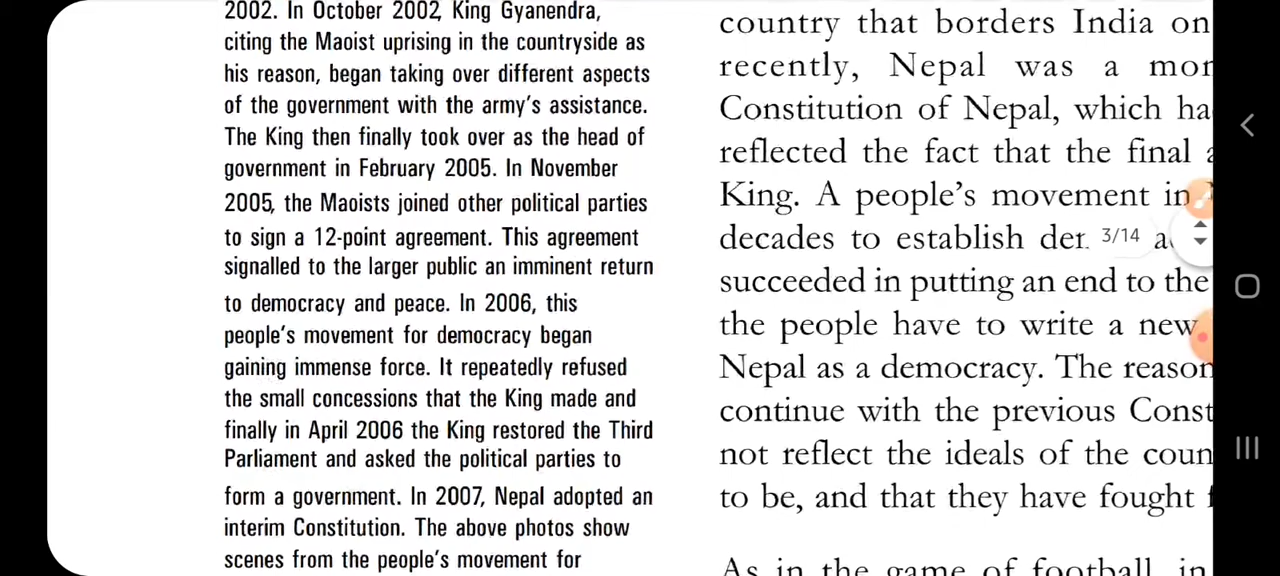 2002. In October 2002, King Gyanendra,
citing the Maoist uprising in the countryside as
his reason, began taking over different aspects
of the government with the army's assistance.
The King then finally took over as the head of
government in February 2005. In November
2005, the Maoists joined other political parties
to sign a 12-point agreement. This agreement
signalled to the larger public an imminent return
to democracy and peace. In 2006, this
people's movement for democracy began
gaining immense force. It repeatedly refused
the small concessions that the King made and
finally in April 2006 the King restored the Third
Parliament and asked the political parties to
form a government. In 2007, Nepal adopted an
interim Constitution. The above photos show
scenes from the people's movement for
country that borders India on
recently, Nepal was a mon
Constitution of Nepal, which ha
reflected the fact that the final
King. A people's movement in
decades to establish der
3/14
succeeded in putting an end to the
the people have to write a new
Nepal as a democracy. The reason
continue with the previous Const
not reflect the ideals of the coun
to be, and that they have fought
As in the game of football, in